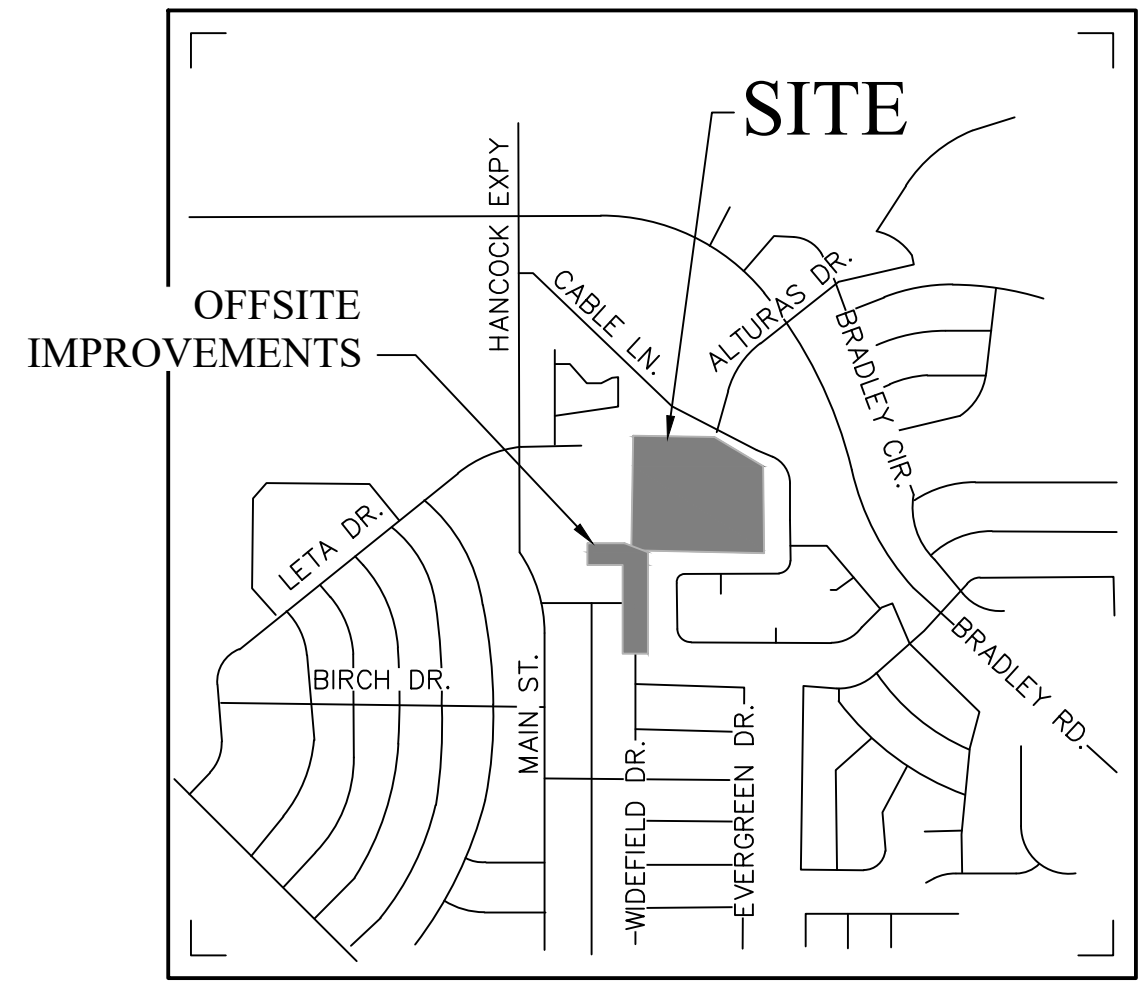 SITE
HANCOCK EXPY
OFFSITE
IMPROVEMENTS
CABLE LN.
ALTURAS DR.
BRADLEY CIR.
LETA DR.
BIRCH DR.
MAIN ST.
BRADLEY RD.
WIDEFIELD DR.
EVERGREEN DR.